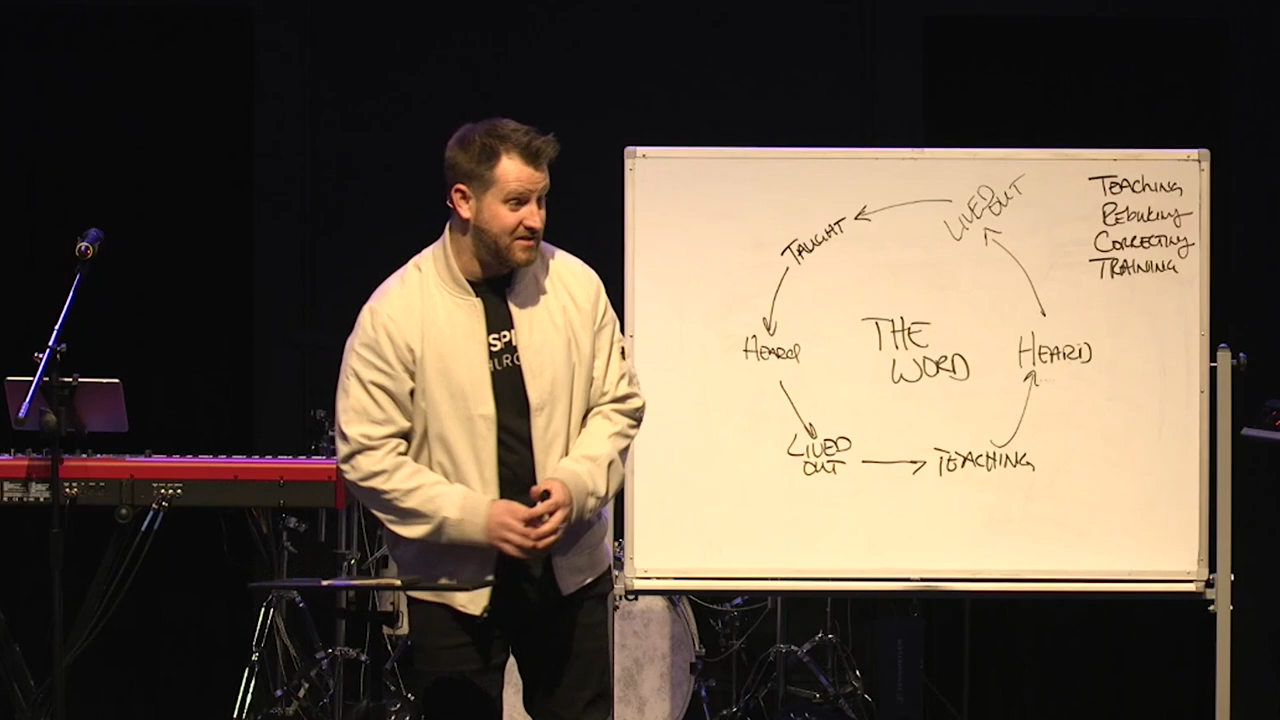 LIVED
OUT
TEACHING
REBUKING
CORRECTING
TRAINING
TAUGHT
HEARD
THE
WORD
HEARD
LIVED
OUT
TEACHING